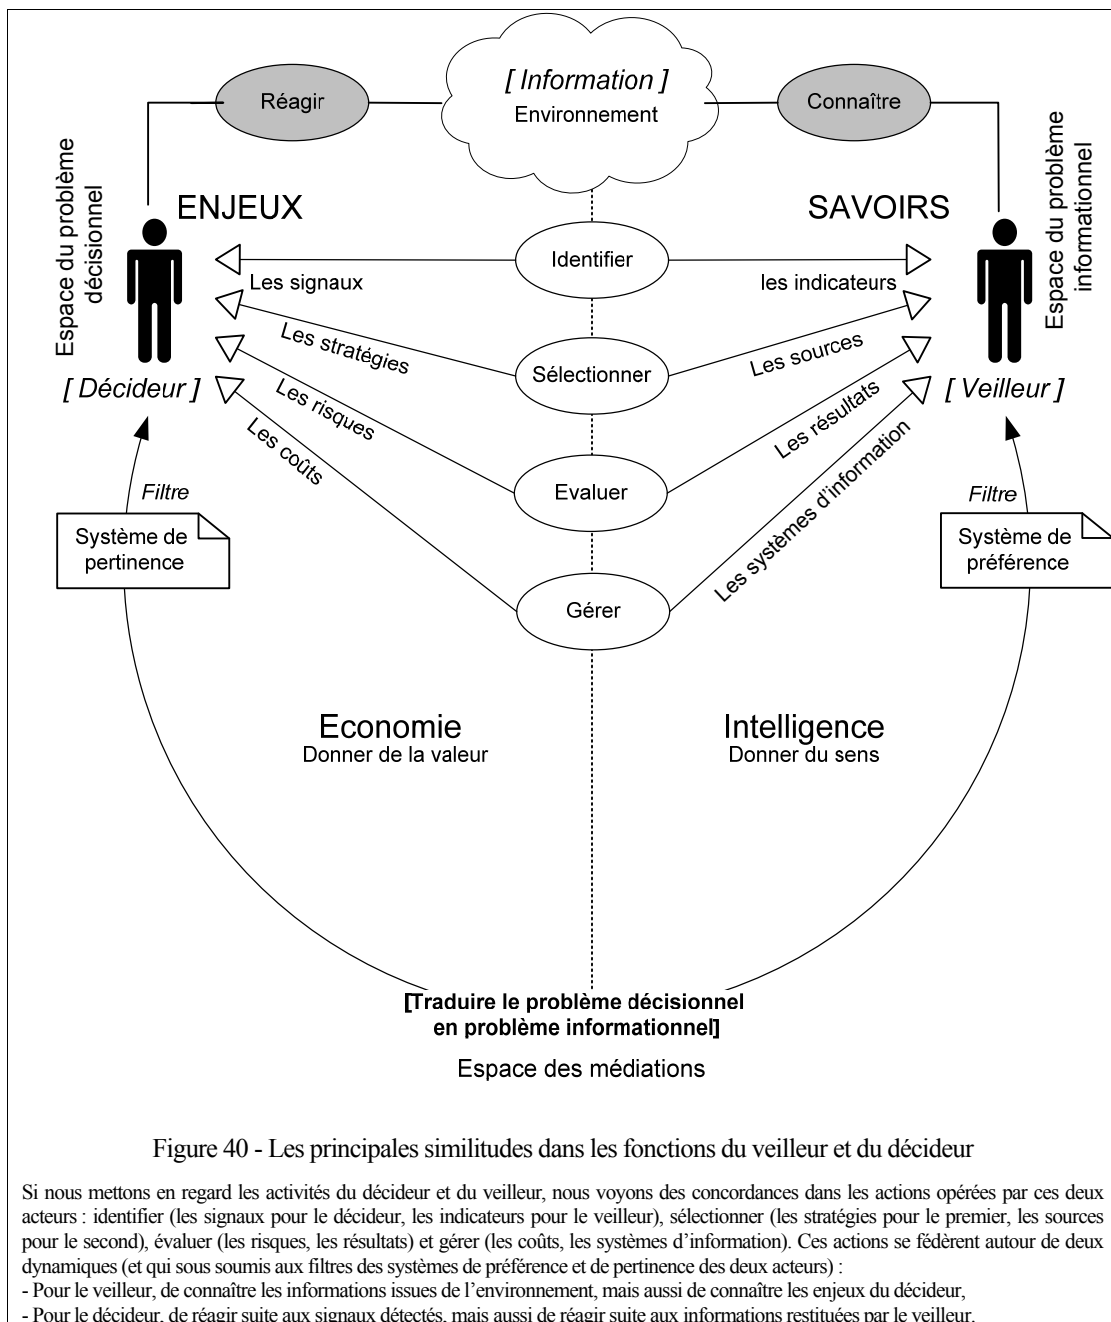 [ Information ]
Environnement
Réagir
Connaître
Espace du problème
décisionnel
Espace du problème
informationnel
ENJEUX
SAVOIRS
Identifier
Les signaux
les indicateurs
Les stratégies
Les sources
Sélectionner
[ Décideur ]
[ Veilleur ]
Les risques
Les résultats
Les coûts
Les systèmes d'information
Evaluer
Filtre
Filtre
Système de
pertinence
Système de
préférence
Gérer
Economie
Donner de la valeur
Intelligence
Donner du sens
[Traduire le problème décisionnel
en problème informationnel]
Espace des médiations
Figure 40 - Les principales similitudes dans les fonctions du veilleur et du décideur
Si nous mettons en regard les activités du décideur et du veilleur, nous voyons des concordances dans les actions opérées par ces deux
acteurs : identifier (les signaux pour le décideur, les indicateurs pour le veilleur), sélectionner (les stratégies pour le premier, les sources
pour le second), évaluer (les risques, les résultats) et gérer (les coûts, les systèmes d'information). Ces actions se fédèrent autour de deux
dynamiques (et qui sous soumis aux filtres des systèmes de préférence et de pertinence des deux acteurs) :
- Pour le veilleur, de connaître les informations issues de l'environnement, mais aussi de connaître les enjeux du décideur,
- Pour le décideur, de réagir suite aux signaux détectés, mais aussi de réagir suite aux informations restituées par le veilleur.